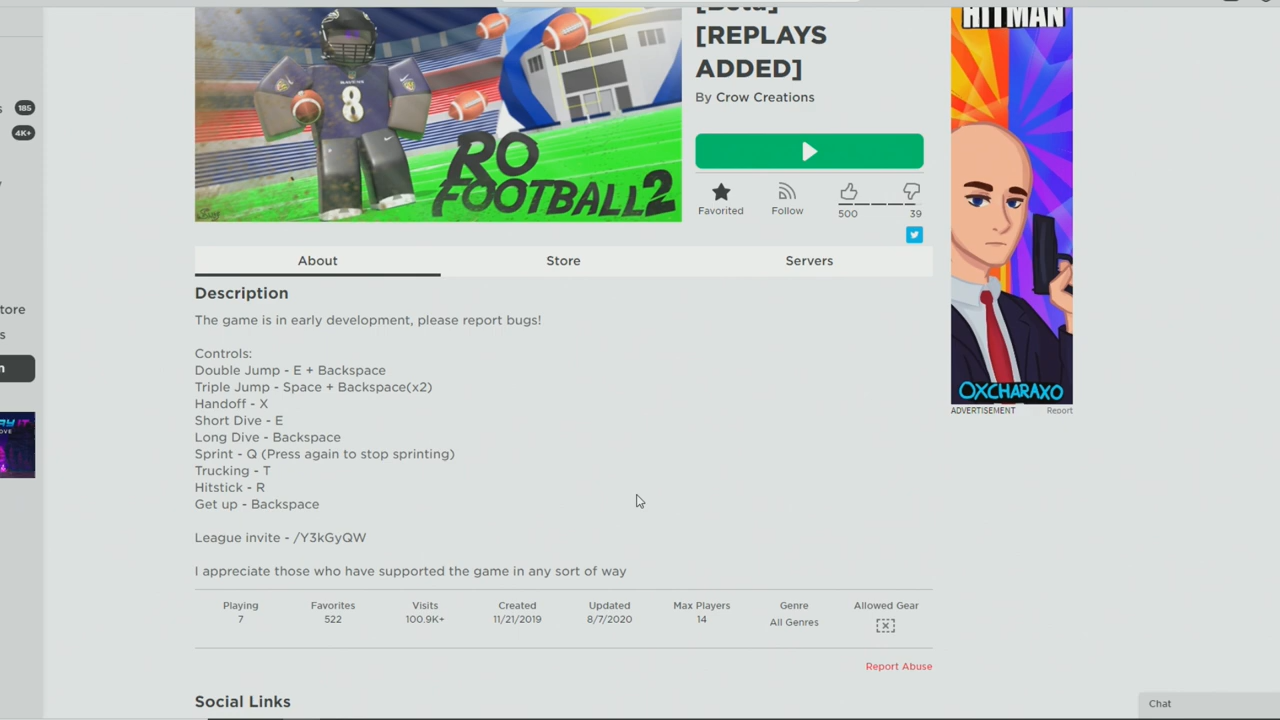 [Beta]
[REPLAYS
ADDED]
By Crow Creations
HITMAN
8
RO
FOOTBALL 2
185
4K+
Favorited
Follow
500
39
About
Store
Servers
Description
The game is in early development, please report bugs!
Controls:
Double Jump - E + Backspace
Triple Jump - Space + Backspace(x2)
Handoff - X
Short Dive - E
Long Dive - Backspace
Sprint - Q (Press again to stop sprinting)
Trucking - T
Hitstick - R
Get up - Backspace
League invite - /Y3kGyQW
I appreciate those who have supported the game in any sort of way
OXCHARAXO
ADVERTISEMENT
Report
Playing
Favorites
Visits
Created
Updated
Max Players
Genre
Allowed Gear
7
522
100.9K+
11/21/2019
8/7/2020
14
All Genres
Report Abuse
Social Links
Chat